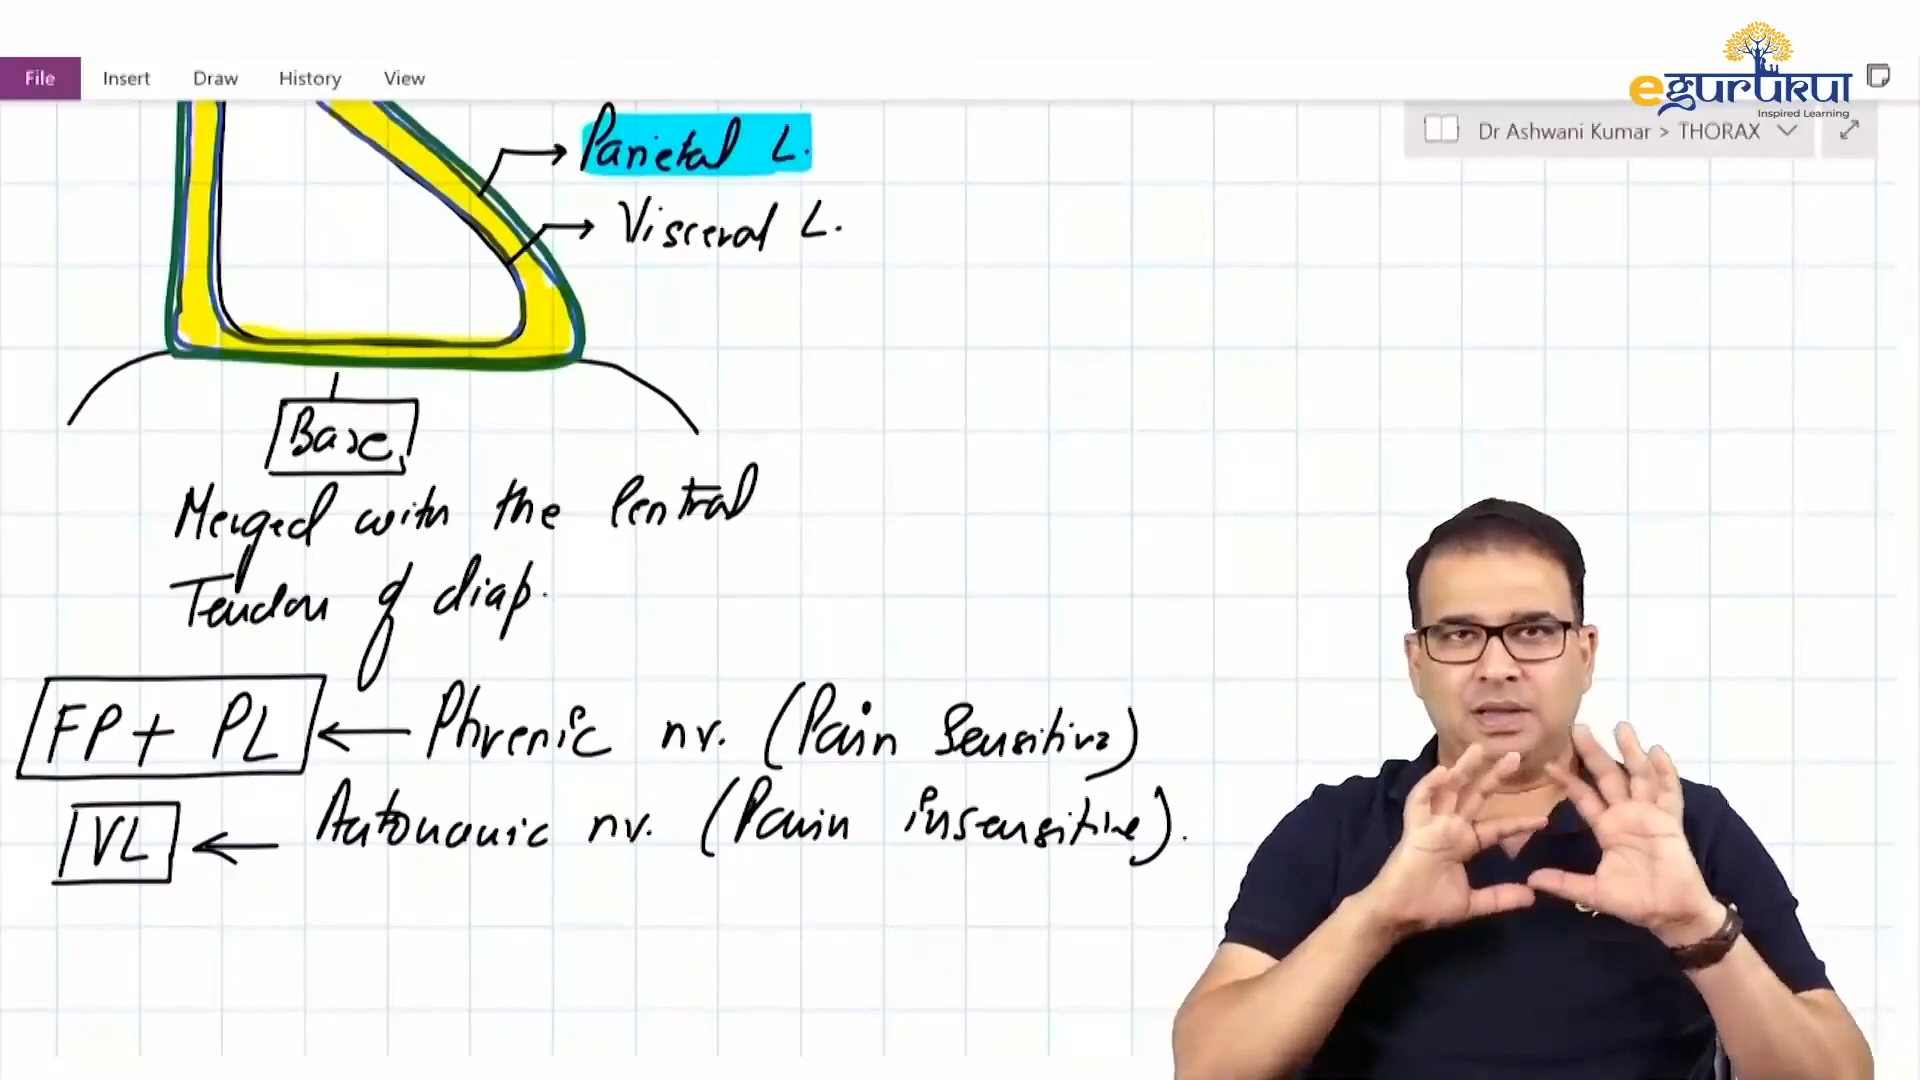 egurukul
Inspired Learning
File Insert Draw History View
Dr Ashwani Kumar > THORAX
Parietal L.
Visceral L.
Base
Merged with the Central
Tendon of diap.
FP + PL ← Phrenic nv. (Pain Sensitive)
VL ← Autonomic nv. (Pain insensitive).